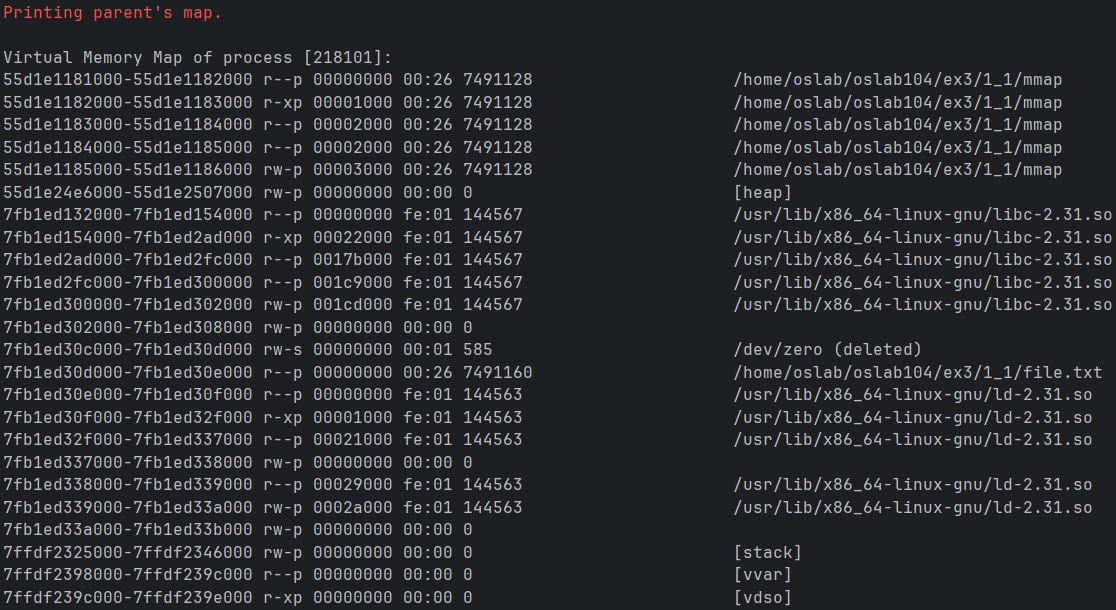 Printing parent's map.
Virtual Memory Map of process [218101]:
55d1e1181000-55d1e1182000 r--p 00000000 00:26 7491128 /home/oslab/oslab104/ex3/1_1/mmap
55d1e1182000-55d1e1183000 r-xp 00001000 00:26 7491128 /home/oslab/oslab104/ex3/1_1/mmap
55d1e1183000-55d1e1184000 r--p 00002000 00:26 7491128 /home/oslab/oslab104/ex3/1_1/mmap
55d1e1184000-55d1e1185000 r--p 00002000 00:26 7491128 /home/oslab/oslab104/ex3/1_1/mmap
55d1e1185000-55d1e1186000 rw-p 00003000 00:26 7491128 /home/oslab/oslab104/ex3/1_1/mmap
55d1e24e6000-55d1e2507000 rw-p 00000000 00:00 0 [heap]
7fb1ed132000-7fb1ed154000 r--p 00000000 fe:01 144567 /usr/lib/x86_64-linux-gnu/libc-2.31.so
7fb1ed154000-7fb1ed2ad000 r-xp 00022000 fe:01 144567 /usr/lib/x86_64-linux-gnu/libc-2.31.so
7fb1ed2ad000-7fb1ed2fc000 r--p 0017b000 fe:01 144567 /usr/lib/x86_64-linux-gnu/libc-2.31.so
7fb1ed2fc000-7fb1ed300000 r--p 001c9000 fe:01 144567 /usr/lib/x86_64-linux-gnu/libc-2.31.so
7fb1ed300000-7fb1ed302000 rw-p 001cd000 fe:01 144567 /usr/lib/x86_64-linux-gnu/libc-2.31.so
7fb1ed302000-7fb1ed308000 rw-p 00000000 00:00 0
7fb1ed30c000-7fb1ed30d000 rw-s 00000000 00:01 585 /dev/zero (deleted)
7fb1ed30d000-7fb1ed30e000 r--p 00000000 00:26 7491160 /home/oslab/oslab104/ex3/1_1/file.txt
7fb1ed30e000-7fb1ed30f000 r--p 00000000 fe:01 144563 /usr/lib/x86_64-linux-gnu/ld-2.31.so
7fb1ed30f000-7fb1ed32f000 r-xp 00001000 fe:01 144563 /usr/lib/x86_64-linux-gnu/ld-2.31.so
7fb1ed32f000-7fb1ed337000 r--p 00021000 fe:01 144563 /usr/lib/x86_64-linux-gnu/ld-2.31.so
7fb1ed337000-7fb1ed338000 rw-p 00000000 00:00 0
7fb1ed338000-7fb1ed339000 r--p 00029000 fe:01 144563 /usr/lib/x86_64-linux-gnu/ld-2.31.so
7fb1ed339000-7fb1ed33a000 rw-p 0002a000 fe:01 144563 /usr/lib/x86_64-linux-gnu/ld-2.31.so
7fb1ed33a000-7fb1ed33b000 rw-p 00000000 00:00 0
7ffdf2325000-7ffdf2346000 rw-p 00000000 00:00 0 [stack]
7ffdf2398000-7ffdf239c000 r--p 00000000 00:00 0 [vvar]
7ffdf239c000-7ffdf239e000 r-xp 00000000 00:00 0 [vdso]